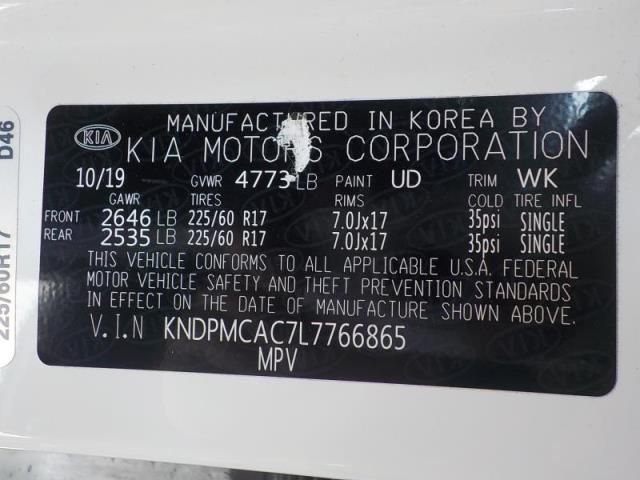 MANUFACTURED IN KOREA BY
KIA KIA MOTORS CORPORATION
10/19 GVWR 4773 LB PAINT UD TRIM WK
GAWR TIRES RIMS COLD TIRE INFL
FRONT 2646 LB 225/60 R17 7.0Jx17 35psi SINGLE
REAR 2535 LB 225/60 R17 7.0Jx17 35psi SINGLE
THIS VEHICLE CONFORMS TO ALL APPLICABLE U.S.A. FEDERAL
MOTOR VEHICLE SAFETY AND THEFT PREVENTION STANDARDS
IN EFFECT ON THE DATE OF MANUFACTURE SHOWN ABOVE.
V.I.N KNDPMCAC7L7766865
MPV
225/60R17 D46